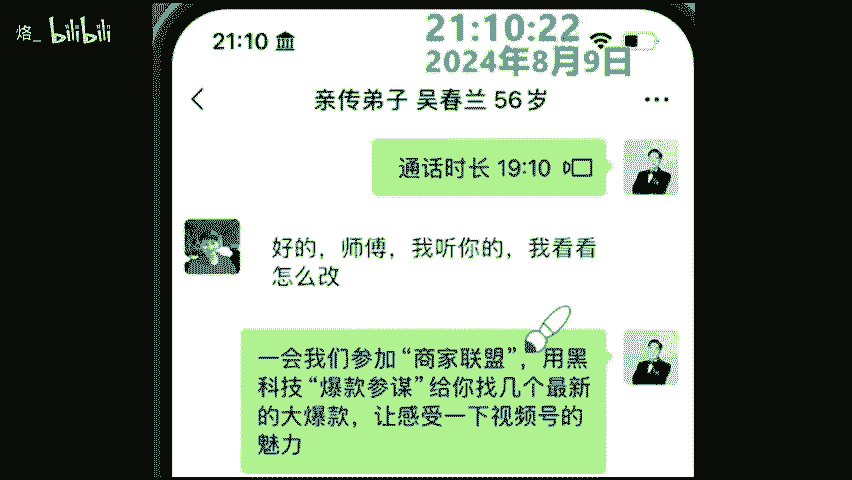 烙_ bilibili
21:10:22
21:10
2024年8月9日
亲传弟子 吴春兰 56岁
通话时长 19:10
好的，师傅，我听你的，我看看
怎么改
一会我们参加“商家联盟”，用黑
科技“爆款参谋”给你找几个最新
的大爆款，让感受一下视频号的
魅力